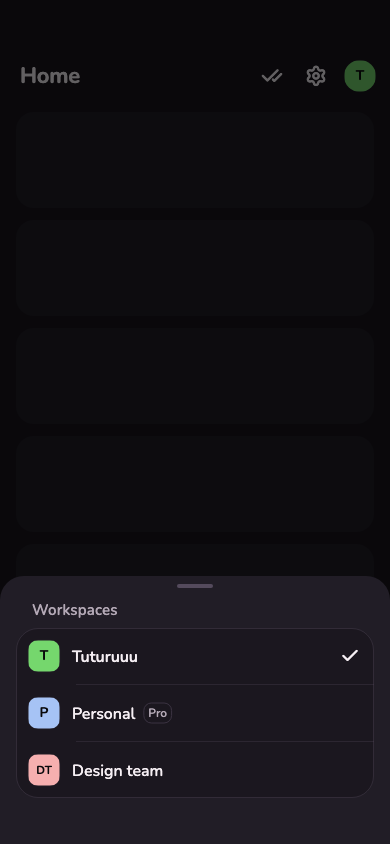 Home
T
Workspaces
T Tuturuuu
P Personal Pro
DT Design team